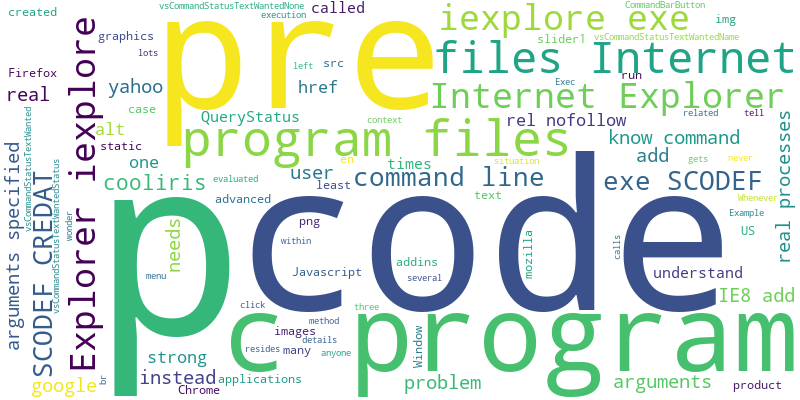 created
vsCommandStatusTextWantedNone
execution
called
CommandBarButton
iexplore exe
img
graphics
lots
pre
slider1
vsCommandStatusTextWantedName
files Internet
Firefox
real
Explorer iexplore
yahoo
left
src
href
Exec
run
Internet Explorer
case
QueryStatus
context
rel nofollow
related
tell
alt
static
program files
know command
real processes
arguments specified
SCODEF CREDAT
vsCommandStatusTextWanted
vsCommandStatusTextWantedStatus
one
en
times
situation
add
gets
never
cooliris
evaluated
user
command line
exe SCODEF
least
advanced
text
Whenever
wonder
needs
png
p
code
Example
US
within
mozilla
calls
menu
Javascript
addins
several
understand
click
method
three
IE8 add
c
program
images
details
Window
strong
resides
many
anyone
google
br
instead
applications
Chrome
problem
arguments
product